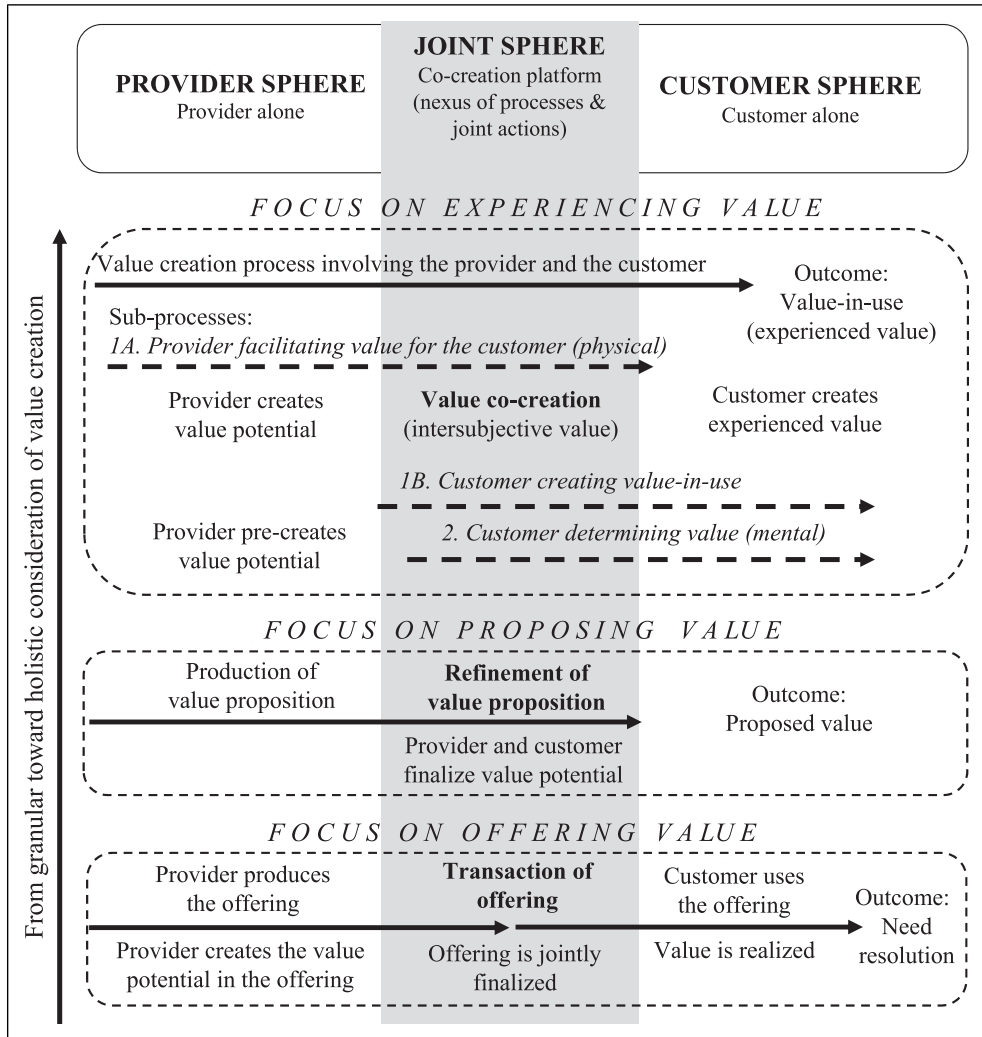 PROVIDER SPHERE
Provider alone
JOINT SPHERE
Co-creation platform
(nexus of processes &
joint actions)
CUSTOMER SPHERE
Customer alone
From granular toward holistic consideration of value creation
FOCUS ON EXPERIENCING VALUE
Value creation process involving the provider and the customer
Outcome:
Value-in-use
(experienced value)
Sub-processes:
1A. Provider facilitating value for the customer (physical)
Provider creates
value potential
Value co-creation
(intersubjective value)
Customer creates
experienced value
1B. Customer creating value-in-use
Provider pre-creates
value potential
2. Customer determining value (mental)
FOCUS ON PROPOSING VALUE
Production of
value proposition
Refinement of
value proposition
Provider and customer
finalize value potential
Outcome:
Proposed value
FOCUS ON OFFERING VALUE
Provider produces
the offering
Provider creates the value
potential in the offering
Transaction of
offering
Offering is jointly
finalized
Customer uses
the offering
Value is realized
Outcome:
Need
resolution